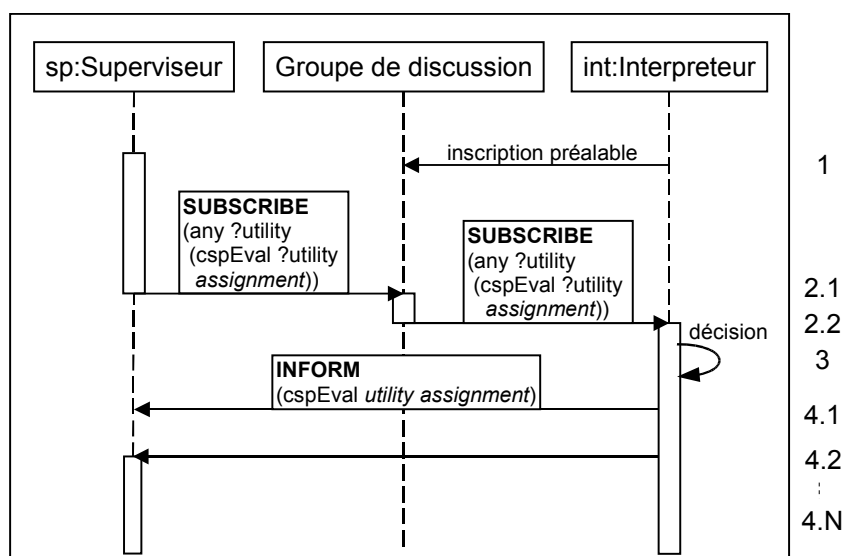 sp:Superviseur
Groupe de discussion
int:Interpreteur
inscription préalable
1
SUBSCRIBE
(any ?utility
(cspEval ?utility
assignment))
SUBSCRIBE
(any ?utility
(cspEval ?utility
assignment))
2.1
2.2
décision
3
INFORM
(cspEval utility assignment)
4.1
4.2
4.N